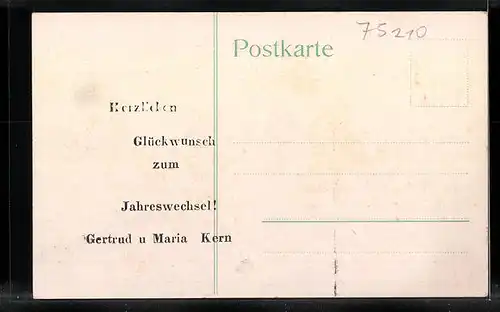 75210
Postkarte
Herzlichen
Glückwunsch
zum
Jahreswechsel!
Gertrud u Maria Kern